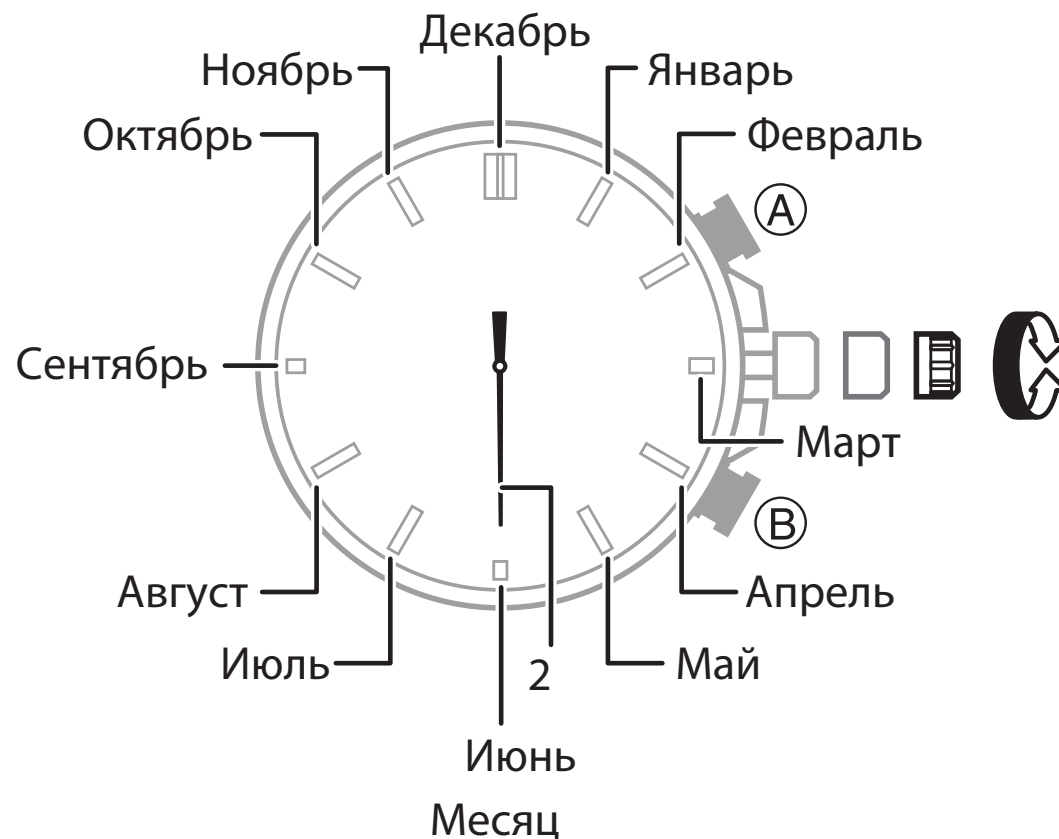 Декабрь
Ноябрь
Январь
Октябрь
Февраль
A
Сентябрь
Март
B
Август
Апрель
Июль
2
Май
Июнь
Месяц